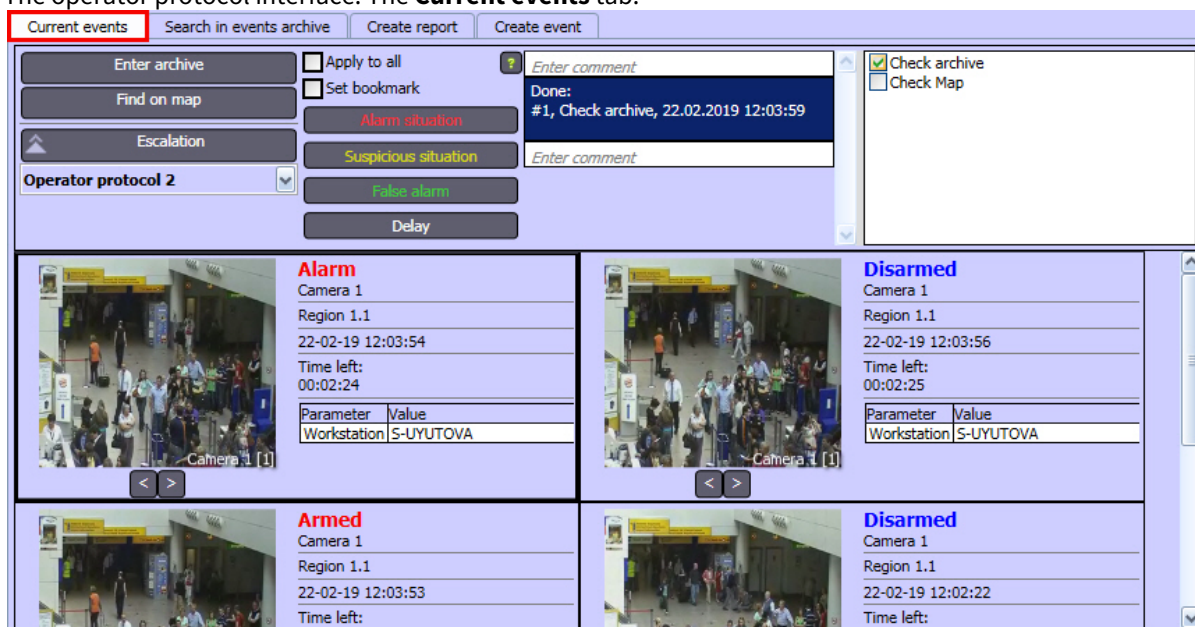 The operator protocol interface. The Current events tab.
Current events Search in events archive Create report Create event
Enter archive
Find on map
Escalation
Operator protocol 2
Apply to all
?
Set bookmark
Alarm situation
Suspicious situation
False alarm
Delay
Enter comment
Done:
#1, Check archive, 22.02.2019 12:03:59
Enter comment
Check archive
Check Map
Camera 1 [1]
< >
Alarm
Camera 1
Region 1.1
22-02-19 12:03:54
Time left:
00:02:24
Parameter Value
Workstation S-UYUTOVA
Camera 1 [1]
< >
Disarmed
Camera 1
Region 1.1
22-02-19 12:03:56
Time left:
00:02:25
Parameter Value
Workstation S-UYUTOVA
Armed
Camera 1
Region 1.1
22-02-19 12:03:53
Time left:
Disarmed
Camera 1
Region 1.1
22-02-19 12:02:22
Time left: